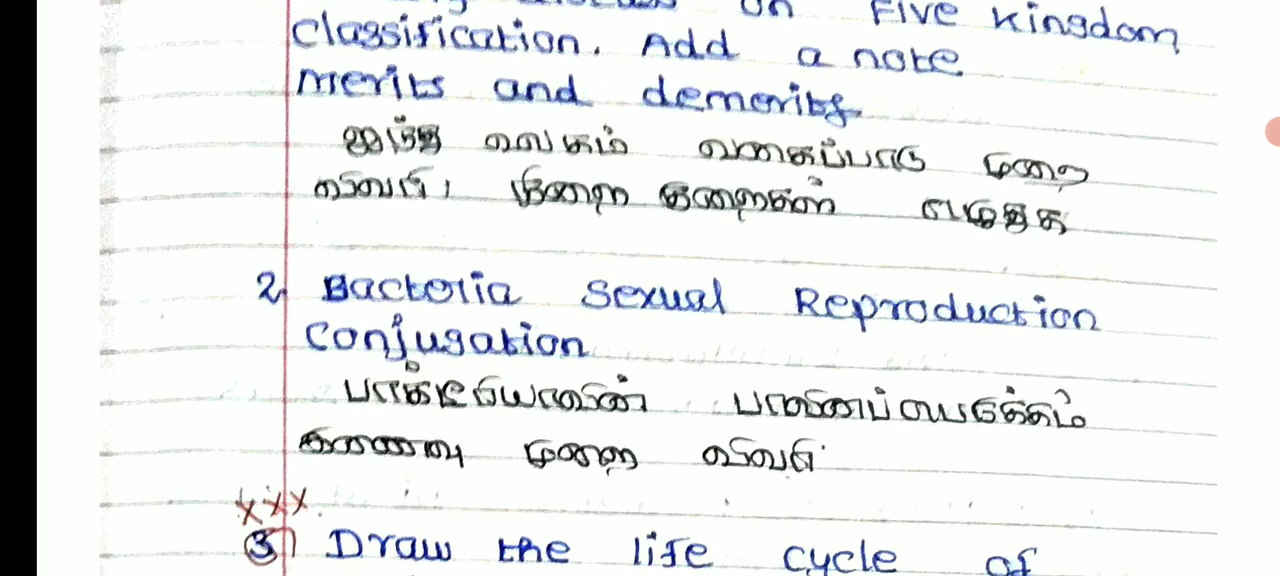 on Five Kingdom
Classification. Add a note
merits and demerits.
ஐந்து வகைப்பாடு முறை
விவரி, நிறை குறைகள் எழுதுக
2, Bacteria Sexual Reproduction
Conjugation
பாக்டீரியாவின் பாலினப்பெருக்கம்
இணைவு முறை விவரி
xxx.
3) Draw the life cycle of